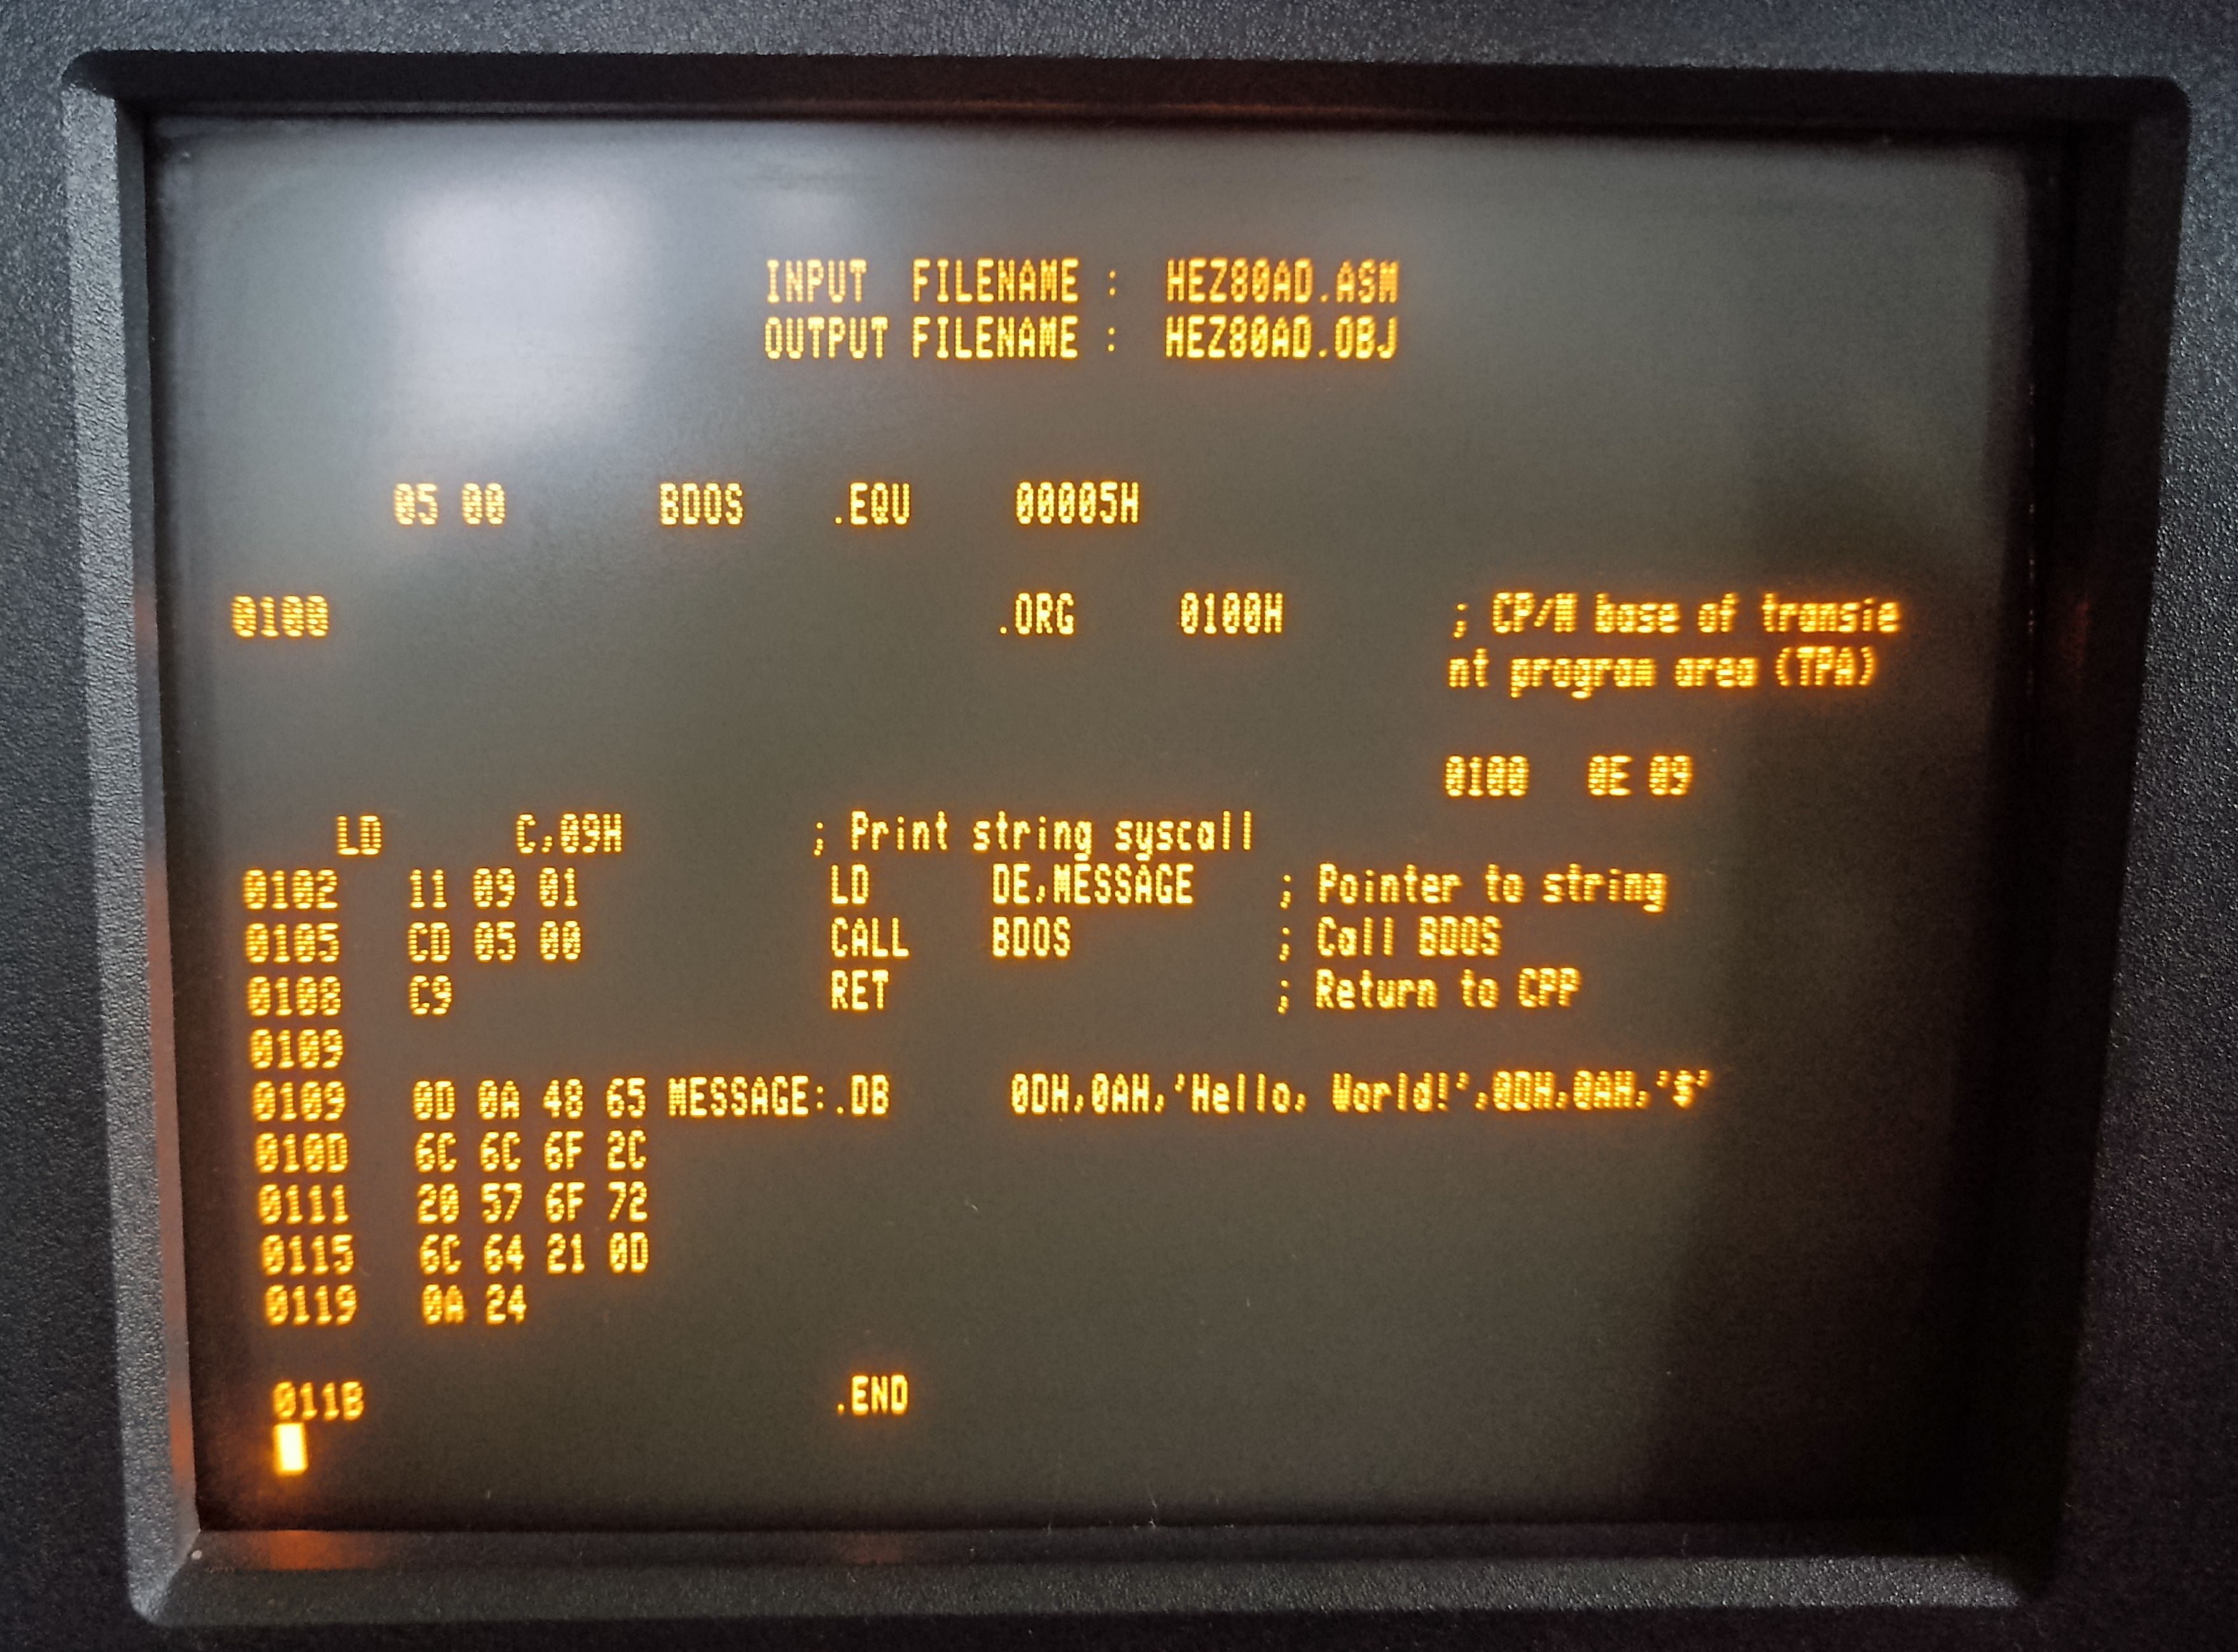 INPUT  FILENAME :  HEZ80AD.ASM
OUTPUT FILENAME :  HEZ80AD.OBJ
05 00 BDOS .EQU 00005H
0100 .ORG 0100H ; CP/M base of transie
nt program area (TPA)
0100 0E 09
LD C,09H ; Print string syscall
0102 11 09 01 LD DE,MESSAGE ; Pointer to string
0105 CD 05 00 CALL BDOS ; Call BDOS
0108 C9 RET ; Return to CPP
0109
0109 0D 0A 48 65 MESSAGE:.DB 0DH,0AH,'Hello, World!',0DH,0AH,'$'
010D 6C 6C 6F 2C
0111 20 57 6F 72
0115 6C 64 21 0D
0119 0A 24
011B .END